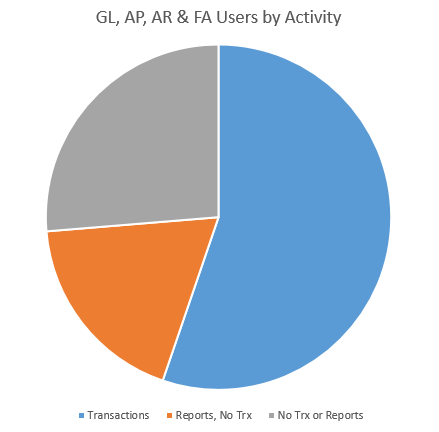 GL, AP, AR & FA Users by Activity
Transactions Reports, No Trx No Trx or Reports